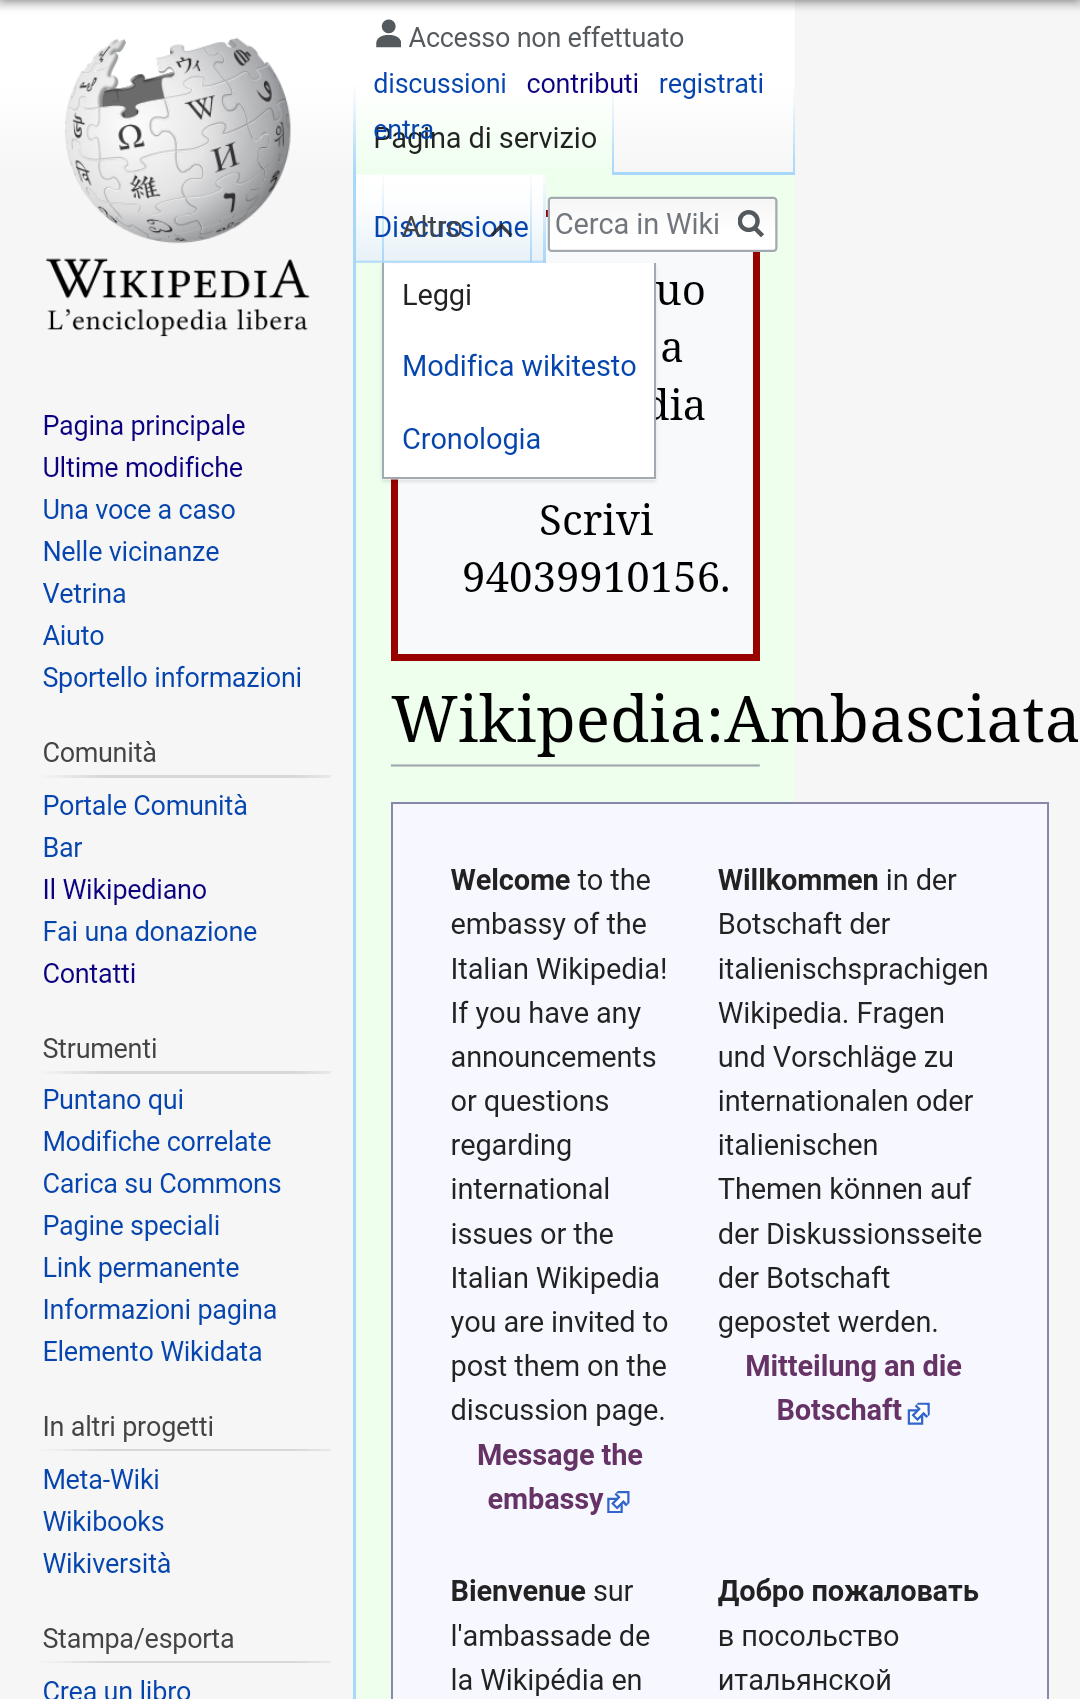 WIKIPEDIA
L'enciclopedia libera
Pagina principale
Ultime modifiche
Una voce a caso
Nelle vicinanze
Vetrina
Aiuto
Sportello informazioni
Comunità
Portale Comunità
Bar
Il Wikipediano
Fai una donazione
Contatti
Strumenti
Puntano qui
Modifiche correlate
Carica su Commons
Pagine speciali
Link permanente
Informazioni pagina
Elemento Wikidata
In altri progetti
Meta-Wiki
Wikibooks
Wikiversità
Stampa/esporta
Crea un libro
Accesso non effettuato
discussioni contributi registrati
entra
Pagina di servizio
Discussione
Altro
Cerca in Wiki
Leggi
Modifica wikitesto
Cronologia
uo
a
dia
Scrivi
94039910156.
Wikipedia:Ambasciata
Welcome to the
embassy of the
Italian Wikipedia!
If you have any
announcements
or questions
regarding
international
issues or the
Italian Wikipedia
you are invited to
post them on the
discussion page.
Message the
embassy
Willkommen in der
Botschaft der
italienischsprachigen
Wikipedia. Fragen
und Vorschläge zu
internationalen oder
italienischen
Themen können auf
der Diskussionsseite
der Botschaft
gepostet werden.
Mitteilung an die
Botschaft
Bienvenue sur
l'ambassade de
la Wikipédia en
Добро пожаловать
в посольство
итальянской